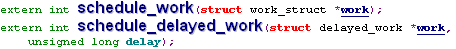 extern int schedule_work(struct work_struct *work);
extern int schedule_delayed_work(struct delayed_work *work,
unsigned long delay);